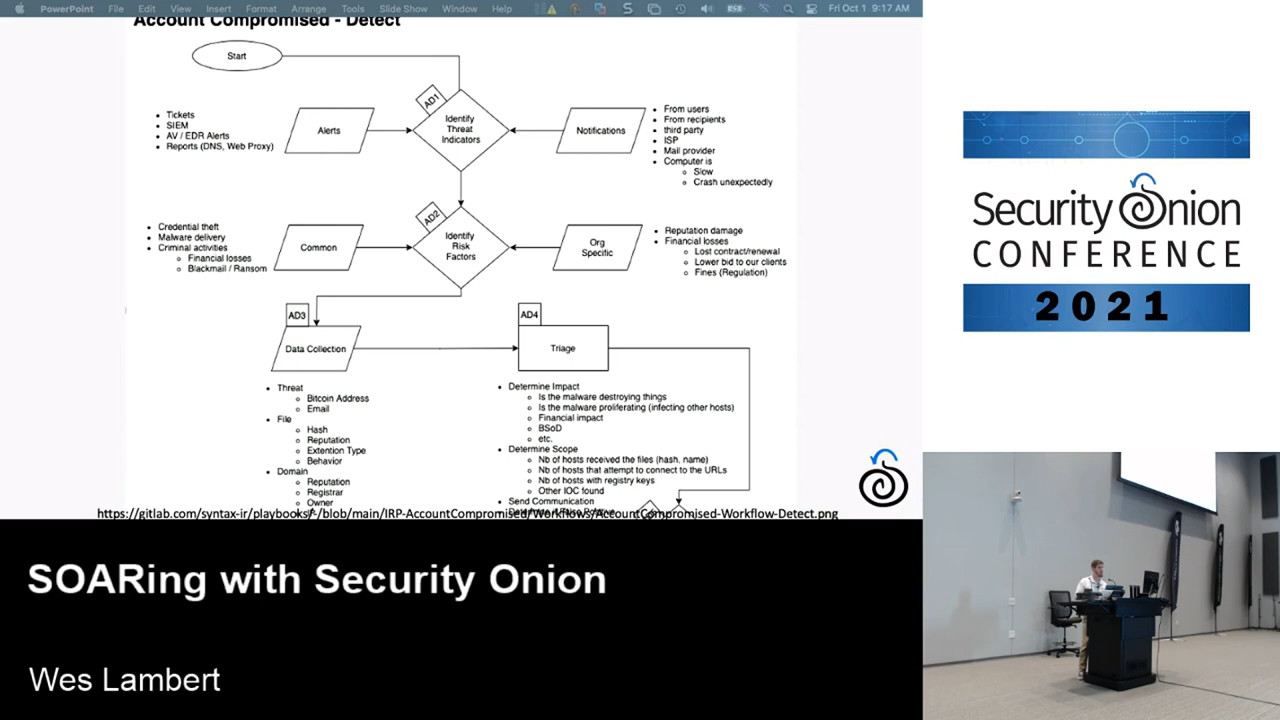 PowerPoint File Edit View Insert Format Arrange Tools Slide Show Window Help Fri Oct 1 9:17 AM
Account Compromised - Detect
Start
AD1
Identify
Threat
Indicators
Alerts
Notifications
• Tickets
• SIEM
• AV / EDR Alerts
• Reports (DNS, Web Proxy)
• From users
• From recipients
• third party
• ISP
• Mail provider
• Computer is
○ Slow
○ Crash unexpectedly
AD2
Identify
Risk
Factors
Common
Org
Specific
• Credential theft
• Malware delivery
• Criminal activities
○ Financial losses
○ Blackmail / Ransom
• Reputation damage
• Financial losses
○ Lost contract/renewal
○ Lower bid to our clients
○ Fines (Regulation)
AD3
Data Collection
AD4
Triage
• Threat
○ Bitcoin Address
○ Email
• File
○ Hash
○ Reputation
○ Extention Type
○ Behavior
• Domain
○ Reputation
○ Registrar
○ Owner
• Determine Impact
○ Is the malware destroying things
○ Is the malware proliferating (infecting other hosts)
○ Financial impact
○ BSoD
○ etc.
• Determine Scope
○ Nb of hosts received the files (hash, name)
○ Nb of hosts that attempt to connect to the URLs
○ Nb of hosts with registry keys
○ Other IOC found
• Send Communication
https://gitlab.com/syntax-ir/playbooks/-/blob/main/IRP-AccountCompromised/Workflows/AccountCompromised-Workflow-Detect.png
SOARing with Security Onion
Wes Lambert
Security Onion
CONFERENCE
2021